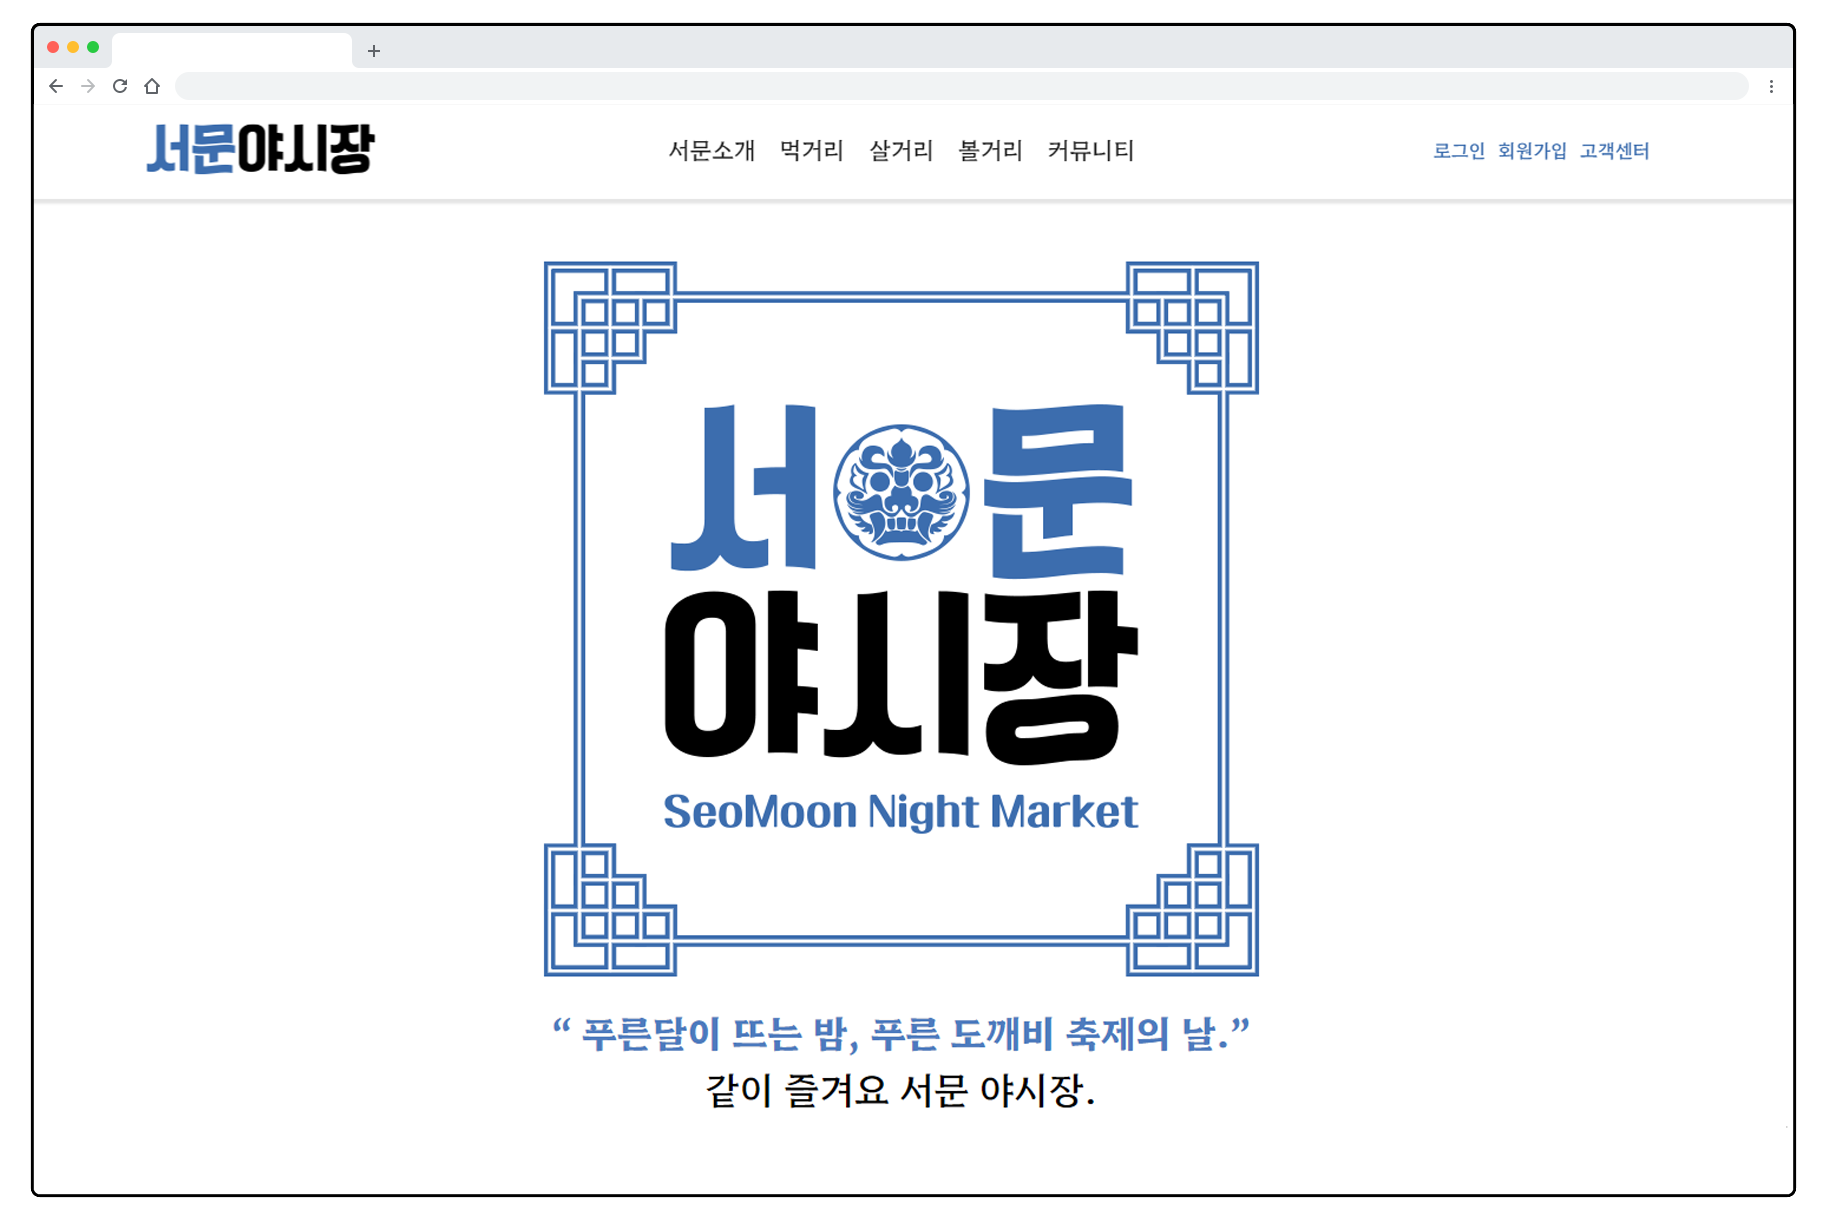 서문야시장
서문소개 먹거리 살거리 볼거리 커뮤니티
로그인 회원가입 고객센터
서문
야시장
SeoMoon Night Market
“ 푸른달이 뜨는 밤, 푸른 도깨비 축제의 날.”
같이 즐겨요 서문 야시장.